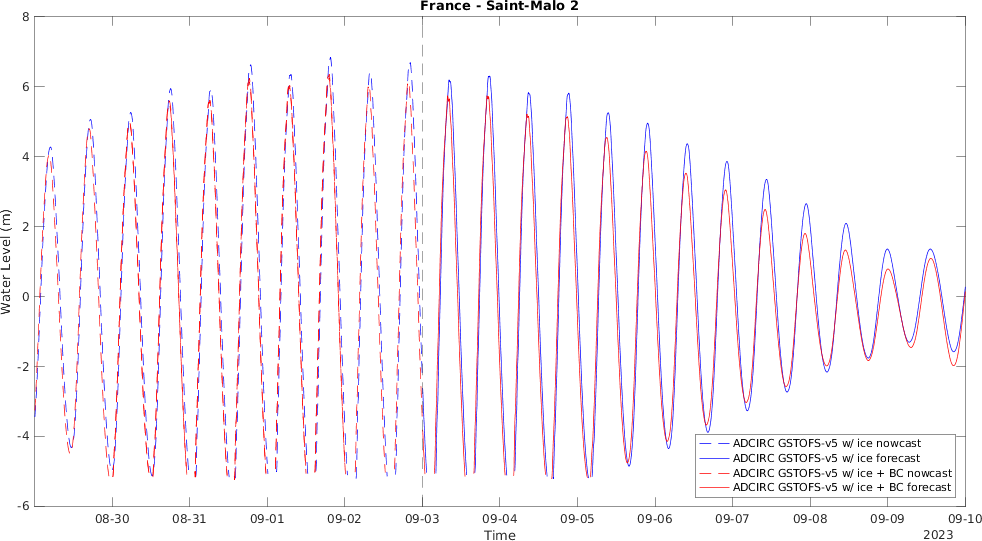 France - Saint-Malo 2
8
6
4
2
0
-2
-4
-6
Water Level (m)
08-30 08-31 09-01 09-02 09-03 09-04 09-05 09-06 09-07 09-08 09-09 09-10
Time
2023
ADCIRC GSTOFS-v5 w/ ice nowcast
ADCIRC GSTOFS-v5 w/ ice forecast
ADCIRC GSTOFS-v5 w/ ice + BC nowcast
ADCIRC GSTOFS-v5 w/ ice + BC forecast